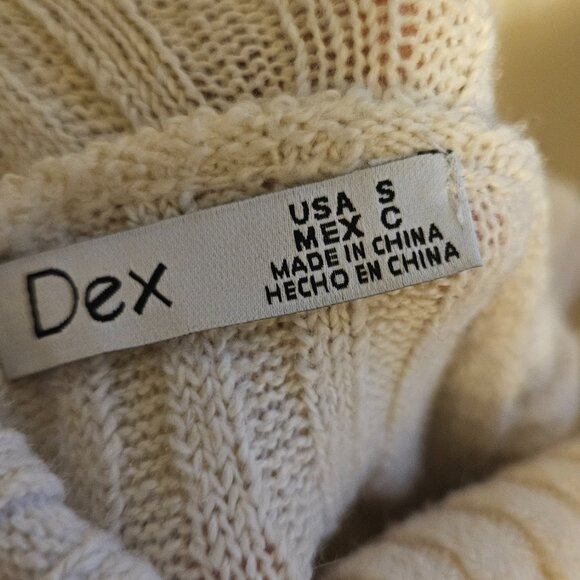 Dex
USA S
MEX C
MADE IN CHINA
HECHO EN CHINA